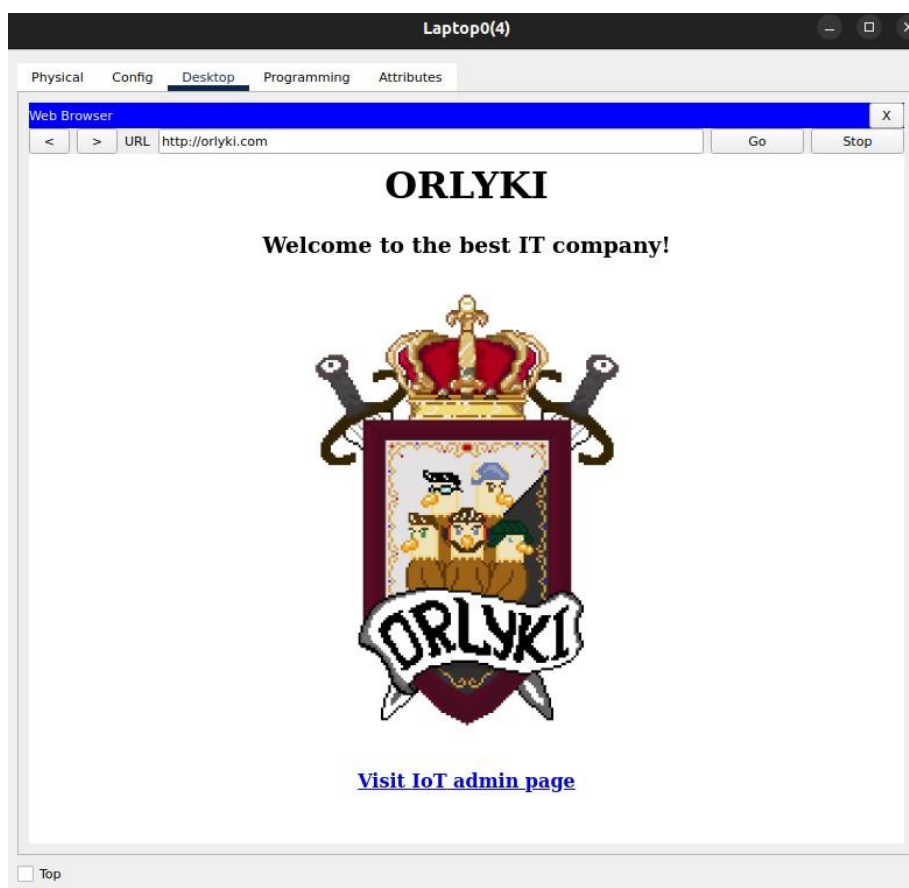 Laptop0(4)
Physical Config Desktop Programming Attributes
Web Browser X
< > URL http://orlyki.com Go Stop
ORLYKI
Welcome to the best IT company!
ORLYKI
Visit IoT admin page
Top